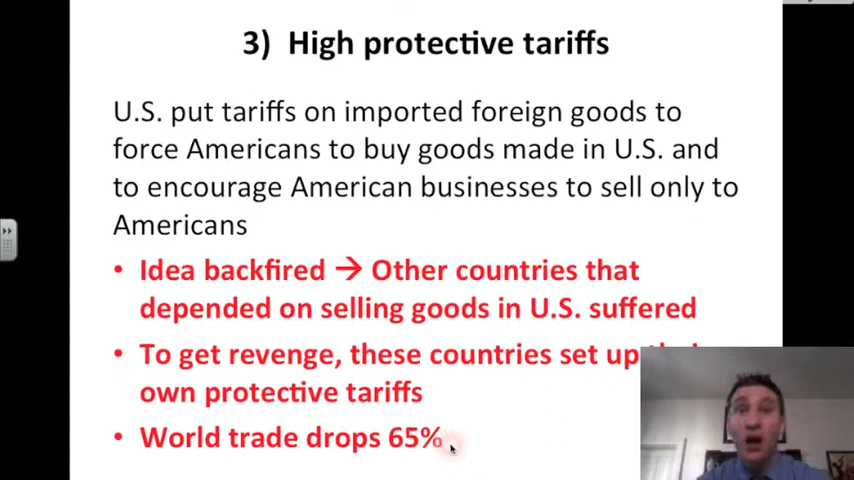 3) High protective tariffs
U.S. put tariffs on imported foreign goods to
force Americans to buy goods made in U.S. and
to encourage American businesses to sell only to
Americans
• Idea backfired → Other countries that
depended on selling goods in U.S. suffered
• To get revenge, these countries set up
own protective tariffs
• World trade drops 65%